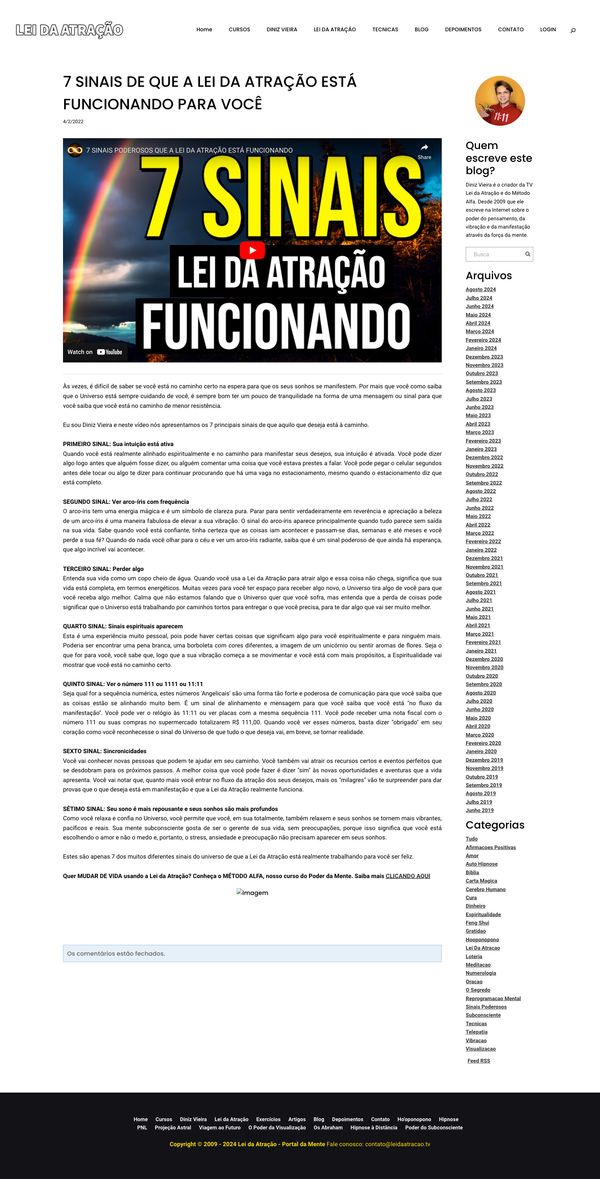 LEI DA ATRAÇÃO
Home CURSOS DINIZ VIEIRA LEI DA ATRAÇÃO TECNICAS BLOG DEPOIMENTOS CONTATO LOGIN
7 SINAIS DE QUE A LEI DA ATRAÇÃO ESTÁ
FUNCIONANDO PARA VOCÊ
4/2/2022
7 SINAIS PODEROSOS QUE A LEI DA ATRAÇÃO ESTÁ FUNCIONANDO
Share
7 SINAIS
LEI DA ATRAÇÃO
FUNCIONANDO
Watch on YouTube
Às vezes, é difícil de saber se você está no caminho certo na espera para que os seus sonhos se manifestem. Por mais que você como saiba
que o Universo está sempre cuidando de você, é sempre bom ter um pouco de tranquilidade na forma de uma mensagem ou sinal para que
você saiba que você está no caminho de menor resistência.
Eu sou Diniz Vieira e neste vídeo nós apresentamos os 7 principais sinais de que aquilo que deseja está à caminho.
PRIMEIRO SINAL: Sua intuição está ativa
Quando você está realmente alinhado espiritualmente e no caminho para manifestar seus desejos, sua intuição é ativada. Você pode dizer
algo logo antes que alguém fosse dizer, ou alguém comentar uma coisa que você estava prestes a falar. Você pode pegar o celular segundos
antes dele tocar ou algo te dizer para continuar procurando que há uma vaga no estacionamento, mesmo quando o estacionamento diz que
está completo.
SEGUNDO SINAL: Ver arco-íris com frequência
O arco-íris tem uma energia mágica e é um símbolo de clareza pura. Parar para sentir verdadeiramente em reverência e apreciação a beleza
de um arco-íris é uma maneira fabulosa de elevar a sua vibração. O sinal do arco-íris aparece principalmente quando tudo parece sem saída
na sua vida. Sabe quando você está confiante, tinha certeza que as coisas iam acontecer e passam-se dias, semanas e até meses e você
perde a sua fé? Quando do nada você olhar para o céu e ver um arco-íris radiante, saiba que é um sinal poderoso de que ainda há esperança,
que algo incrível vai acontecer.
TERCEIRO SINAL: Perder algo
Entenda sua vida como um copo cheio de água. Quando você usa a Lei da Atração para atrair algo e essa coisa não chega, significa que sua
vida está completa, em termos energéticos. Muitas vezes para você ter espaço para receber algo novo, o Universo tira algo de você para que
você receba algo melhor. Calma que não estamos falando que o Universo quer que você sofra, mas entenda que a perda de coisas pode
significar que o Universo está trabalhando por caminhos tortos para entregar o que você precisa, para te dar algo que vai ser muito melhor.
QUARTO SINAL: Sinais espirituais aparecem
Esta é uma experiência muito pessoal, pois pode haver certas coisas que significam algo para você espiritualmente e para ninguém mais.
Poderia ser encontrar uma pena branca, uma borboleta com cores diferentes, a imagem de um unicórnio ou sentir aromas de flores. Seja o
que for para você, você sabe que, logo que a sua vibração começa a se movimentar e você está com mais propósitos, a Espiritualidade vai
mostrar que você está no caminho certo.
QUINTO SINAL: Ver o número 111 ou 1111 ou 11:11
Seja qual for a sequência numérica, estes números 'Angelicais' são uma forma tão forte e poderosa de comunicação para que você saiba que
as coisas estão se alinhando muito bem. É um sinal de alinhamento e mensagem para que você saiba que você está "no fluxo da
manifestação". Você pode ver o relógio às 11:11 ou ver placas com a mesma sequência 111. Você pode receber uma nota fiscal com o
número 111 ou suas compras no supermercado totalizarem R$ 111,00. Quando você ver esses números, basta dizer "obrigado" em seu
coração como você reconhecesse o sinal do Universo de que tudo o que deseja vai, em breve, se tornar realidade.
SEXTO SINAL: Sincronicidades
Você vai conhecer novas pessoas que podem te ajudar em seu caminho. Você também vai atrair os recursos certos e eventos perfeitos que
se desdobram para os próximos passos. A melhor coisa que você pode fazer é dizer "sim" às novas oportunidades e aventuras que a vida
apresenta. Você vai notar que, quanto mais você entrar no fluxo da atração dos seus desejos, mais os "milagres" vão te surpreender para dar
provas que o que deseja está em manifestação e que a Lei da Atração realmente funciona.
SÉTIMO SINAL: Seu sono é mais repousante e seus sonhos são mais profundos
Como você relaxa e confia no Universo, você permite que você, em sua totalmente, também relaxem e seus sonhos se tornem mais vibrantes,
pacíficos e reais. Sua mente subconsciente gosta de ser o gerente de sua vida, sem preocupações, porque isso significa que você está
escolhendo o amor e não o medo e, portanto, o stress, ansiedade e preocupação não precisam aparecer em seus sonhos.
Estes são apenas 7 dos muitos diferentes sinais do universo de que a Lei da Atração está realmente trabalhando para você ser feliz.
Quer MUDAR DE VIDA usando a Lei da Atração? Conheça o MÉTODO ALFA, nosso curso do Poder da Mente. Saiba mais CLICANDO AQUI
Imagem
Os comentários estão fechados.
11:11
Quem
escreve este
blog?
Diniz Vieira é o criador da TV
Lei da Atração e do Método
Alfa. Desde 2009 que ele
escreve na Internet sobre o
poder do pensamento, da
vibração e da manifestação
através da força da mente.
Busca
Arquivos
Agosto 2024
Julho 2024
Junho 2024
Maio 2024
Abril 2024
Março 2024
Fevereiro 2024
Janeiro 2024
Dezembro 2023
Novembro 2023
Outubro 2023
Setembro 2023
Agosto 2023
Julho 2023
Junho 2023
Maio 2023
Abril 2023
Março 2023
Fevereiro 2023
Janeiro 2023
Dezembro 2022
Novembro 2022
Outubro 2022
Setembro 2022
Agosto 2022
Julho 2022
Junho 2022
Maio 2022
Abril 2022
Março 2022
Fevereiro 2022
Janeiro 2022
Dezembro 2021
Novembro 2021
Outubro 2021
Setembro 2021
Agosto 2021
Julho 2021
Junho 2021
Maio 2021
Abril 2021
Março 2021
Fevereiro 2021
Janeiro 2021
Dezembro 2020
Novembro 2020
Outubro 2020
Setembro 2020
Agosto 2020
Julho 2020
Junho 2020
Maio 2020
Abril 2020
Março 2020
Fevereiro 2020
Janeiro 2020
Dezembro 2019
Novembro 2019
Outubro 2019
Setembro 2019
Agosto 2019
Julho 2019
Junho 2019
Categorias
Tudo
Afirmacoes Positivas
Amor
Auto Hipnose
Biblia
Carta Magica
Cerebro Humano
Cura
Dinheiro
Espiritualidade
Feng Shui
Gratidao
Hooponopono
Lei Da Atracao
Loteria
Meditacao
Numerologia
Oracao
O Segredo
Reprogramacao Mental
Sinais Poderosos
Subconsciente
Tecnicas
Telepatia
Vibracao
Visualizacao
Feed RSS
Home Cursos Diniz Vieira Lei da Atração Exercícios Artigos Blog Depoimentos Contato Ho'oponopono Hipnose
PNL Projeção Astral Viagem ao Futuro O Poder da Visualização Os Abraham Hipnose à Distância Poder do Subconsciente
Copyright © 2009 - 2024 Lei da Atração - Portal da Mente Fale conosco: contato@leidaatracao.tv